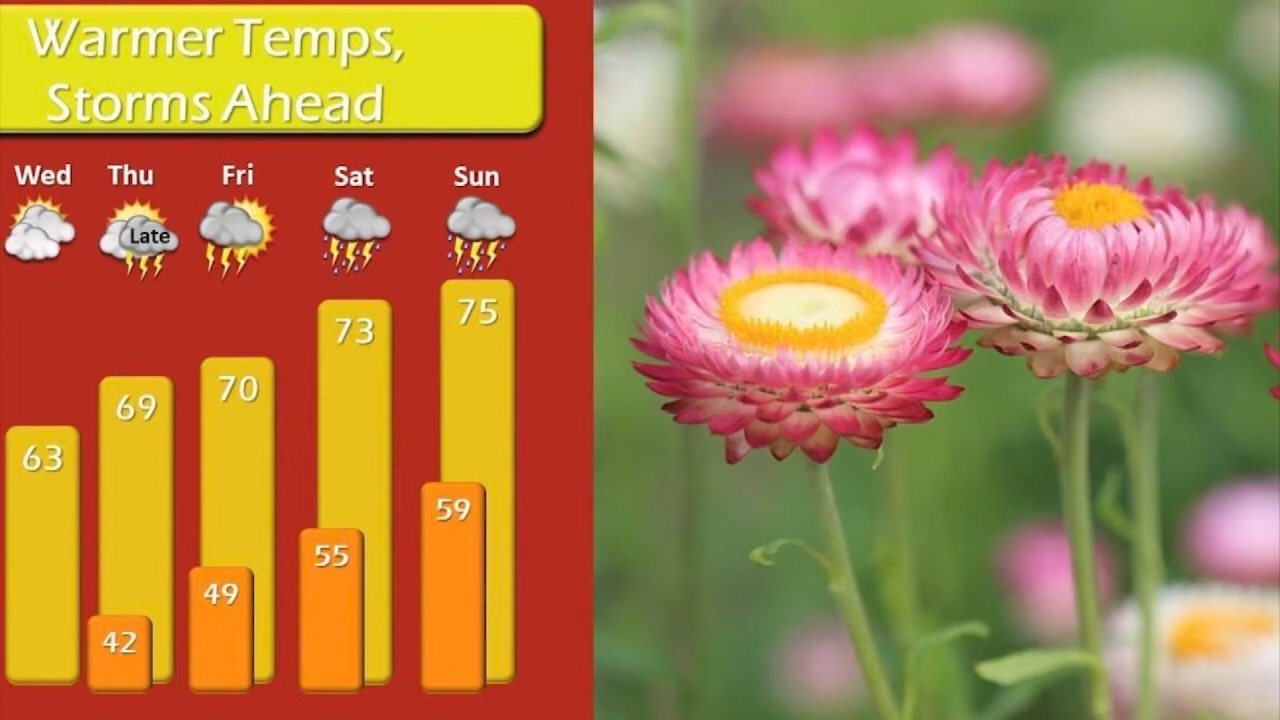 Warmer Temps,
Storms Ahead
Wed Thu Fri Sat Sun
Late
63 69 70 73 75
42 49 55 59